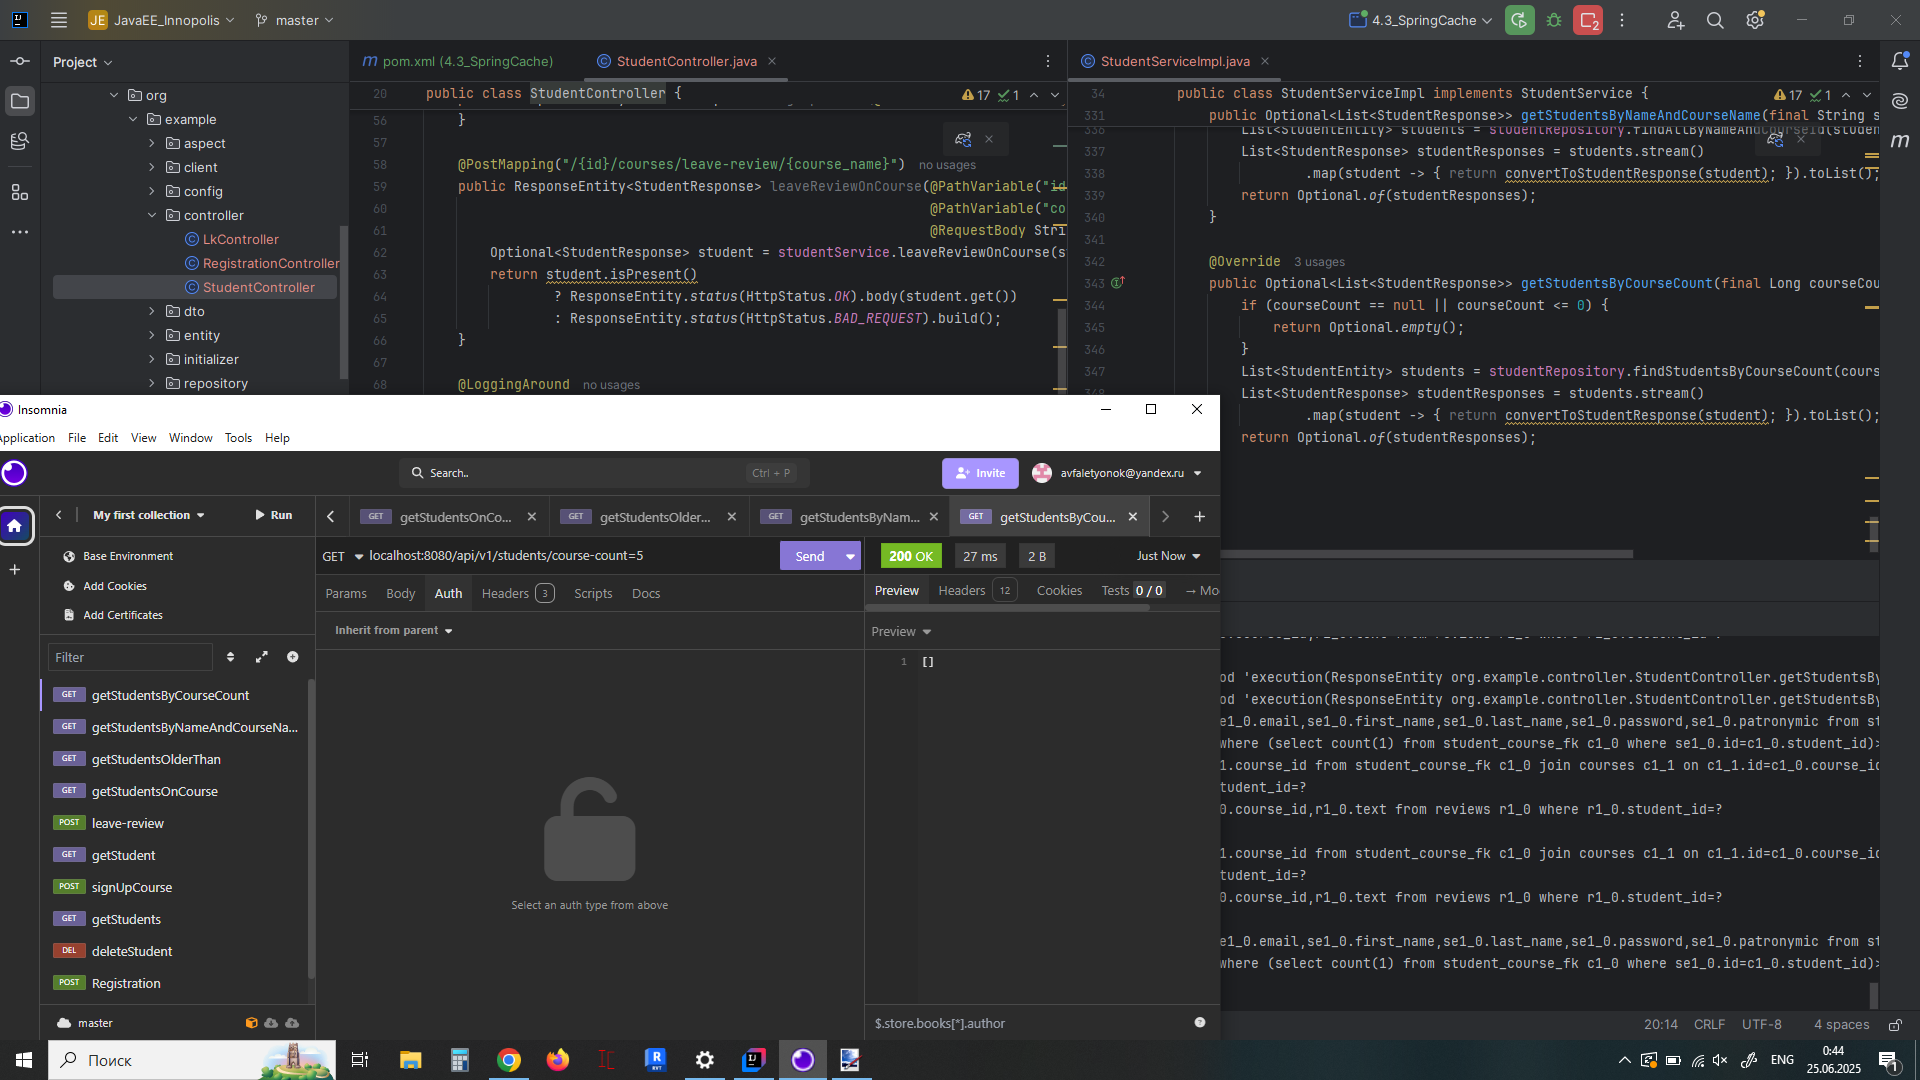 JE JavaEE_Innopolis master 4.3_SpringCache 2
Project
org
example
aspect
client
config
controller
LkController
RegistrationController
StudentController
dto
entity
initializer
repository
pom.xml (4.3_SpringCache) StudentController.java
20 public class StudentController { 17 1
56 }
57
58 @PostMapping("/{id}/courses/leave-review/{course_name}") no usages
59 public ResponseEntity<StudentResponse> leaveReviewOnCourse(@PathVariable("id
60 @PathVariable("co
61 @RequestBody Stri
62 Optional<StudentResponse> student = studentService.leaveReviewOnCourse(s
63 return student.isPresent()
64 ? ResponseEntity.status(HttpStatus.OK).body(student.get())
65 : ResponseEntity.status(HttpStatus.BAD_REQUEST).build();
66 }
67
68 @LoggingAround no usages
StudentServiceImpl.java
34 public class StudentServiceImpl implements StudentService { 17 1
331 public Optional<List<StudentResponse>> getStudentsByNameAndCourseName(final String s
336 List<StudentEntity> students = studentRepository.findAllByNameAndCourseId(student
337 List<StudentResponse> studentResponses = students.stream()
338 .map(student -> { return convertToStudentResponse(student); }).toList();
339 return Optional.of(studentResponses);
340 }
341
342 @Override 3 usages
343 public Optional<List<StudentResponse>> getStudentsByCourseCount(final Long courseCou
344 if (courseCount == null || courseCount <= 0) {
345 return Optional.empty();
346 }
347 List<StudentEntity> students = studentRepository.findStudentsByCourseCount(cours
348 List<StudentResponse> studentResponses = students.stream()
.map(student -> { return convertToStudentResponse(student); }).toList();
return Optional.of(studentResponses);
Insomnia
Application File Edit View Window Tools Help
Search.. Ctrl + P Invite avfaletyonok@yandex.ru
My first collection Run
Base Environment
Add Cookies
Add Certificates
Filter
GET getStudentsByCourseCount
GET getStudentsByNameAndCourseNa...
GET getStudentsOlderThan
GET getStudentsOnCourse
POST leave-review
GET getStudent
POST signUpCourse
GET getStudents
DEL deleteStudent
POST Registration
master
GET getStudentsOnCo... GET getStudentsOlder... GET getStudentsByNam... GET getStudentsByCou...
GET localhost:8080/api/v1/students/course-count=5 Send
Params Body Auth Headers 3 Scripts Docs
Inherit from parent
Select an auth type from above
200 OK 27 ms 2 B Just Now
Preview Headers 12 Cookies Tests 0 / 0 → Mo
Preview
1 []
$.store.books[*].author
od 'execution(ResponseEntity org.example.controller.StudentController.getStudentsBy
od 'execution(ResponseEntity org.example.controller.StudentController.getStudentsBy
se1_0.email,se1_0.first_name,se1_0.last_name,se1_0.password,se1_0.patronymic from st
where (select count(1) from student_course_fk c1_0 where se1_0.id=c1_0.student_id)>
1.course_id from student_course_fk c1_0 join courses c1_1 on c1_1.id=c1_0.course_id
tudent_id=?
0.course_id,r1_0.text from reviews r1_0 where r1_0.student_id=?
1.course_id from student_course_fk c1_0 join courses c1_1 on c1_1.id=c1_0.course_id
tudent_id=?
0.course_id,r1_0.text from reviews r1_0 where r1_0.student_id=?
se1_0.email,se1_0.first_name,se1_0.last_name,se1_0.password,se1_0.patronymic from st
where (select count(1) from student_course_fk c1_0 where se1_0.id=c1_0.student_id)>
20:14 CRLF UTF-8 4 spaces
Поиск
ENG
0:44
25.06.2025
1